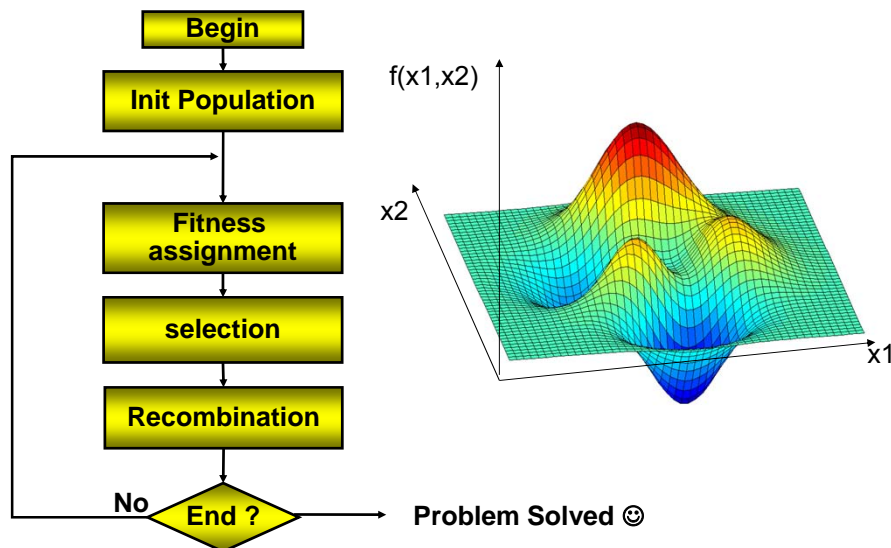 Begin
Init Population
Fitness
assignment
selection
Recombination
No
End ?
Problem Solved ☺
f(x1,x2)
x2
x1